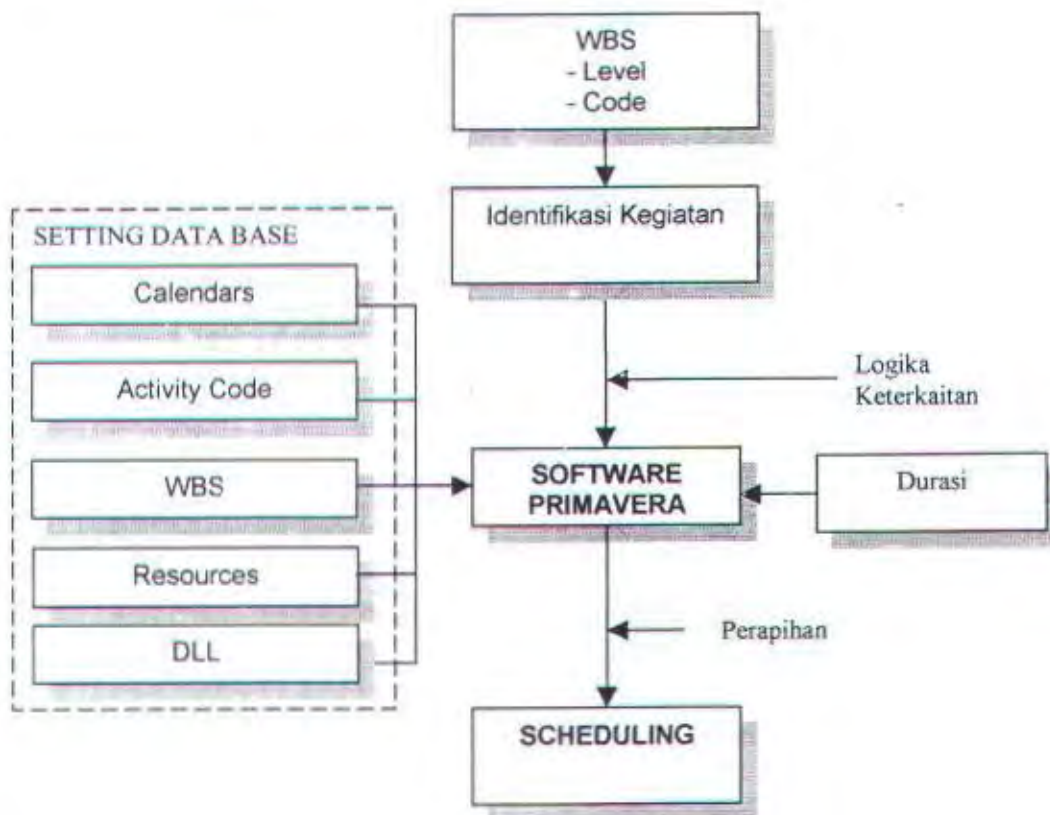 WBS
- Level
- Code
Identifikasi Kegiatan
SETTING DATA BASE
Calendars
Activity Code
WBS
Resources
DLL
Logika
Keterkaitan
SOFTWARE
PRIMAVERA
Durasi
Perapihan
SCHEDULING